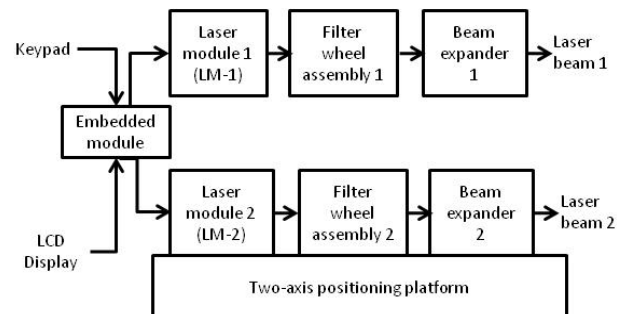 Keypad
Embedded
module
LCD
Display
Laser
module 1
(LM-1)
Filter
wheel
assembly 1
Beam
expander
1
Laser
beam 1
Laser
module 2
(LM-2)
Filter
wheel
assembly 2
Beam
expander
2
Laser
beam 2
Two-axis positioning platform